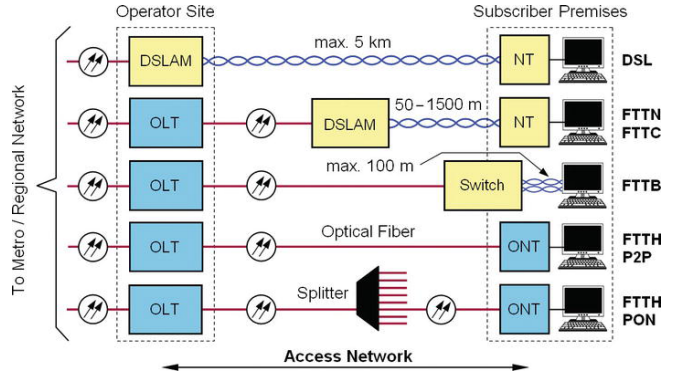 Operator Site
Subscriber Premises
To Metro / Regional Network
DSLAM
max. 5 km
NT
DSL
OLT
DSLAM
50–1500 m
NT
FTTN
FTTC
OLT
max. 100 m
Switch
FTTB
OLT
Optical Fiber
ONT
FTTH
P2P
OLT
Splitter
ONT
FTTH
PON
Access Network